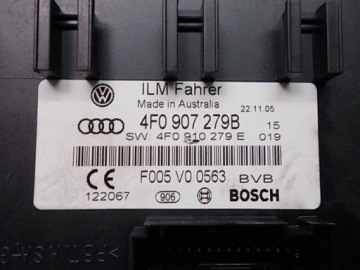 ILM Fahrer
Made in Australia
22.11.05
4F0 907 279B 15
SW: 4F0 910 279 E 019
F005 V0 0563 BVB
CE
122067 906 BOSCH